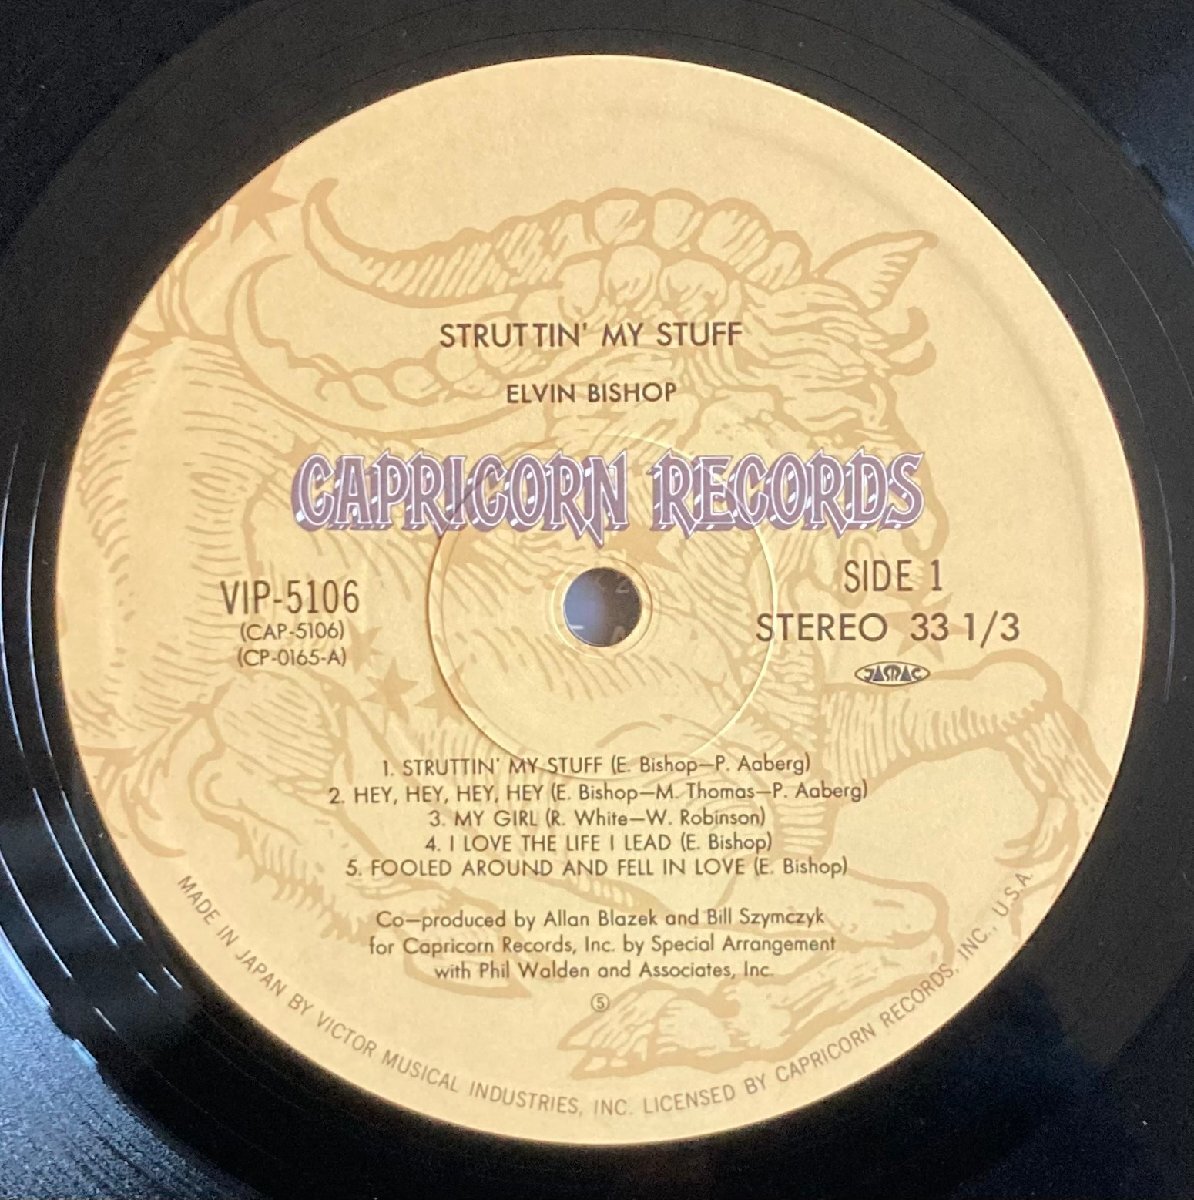 STRUTTIN' MY STUFF
ELVIN BISHOP
CAPRICORN RECORDS
VIP-5106
(CAP-5106)
(CP-0165-A)
SIDE 1
STEREO 33 1/3
JASRAC
1. STRUTTIN' MY STUFF (E. Bishop—P. Aaberg)
2. HEY, HEY, HEY, HEY (E. Bishop—M. Thomas—P. Aaberg)
3. MY GIRL (R. White—W. Robinson)
4. I LOVE THE LIFE I LEAD (E. Bishop)
5. FOOLED AROUND AND FELL IN LOVE (E. Bishop)
Co—produced by Allan Blazek and Bill Szymczyk
for Capricorn Records, Inc. by Special Arrangement
with Phil Walden and Associates, Inc.
⑤
MADE IN JAPAN BY VICTOR MUSICAL INDUSTRIES, INC. LICENSED BY CAPRICORN RECORDS, INC., U.S.A.